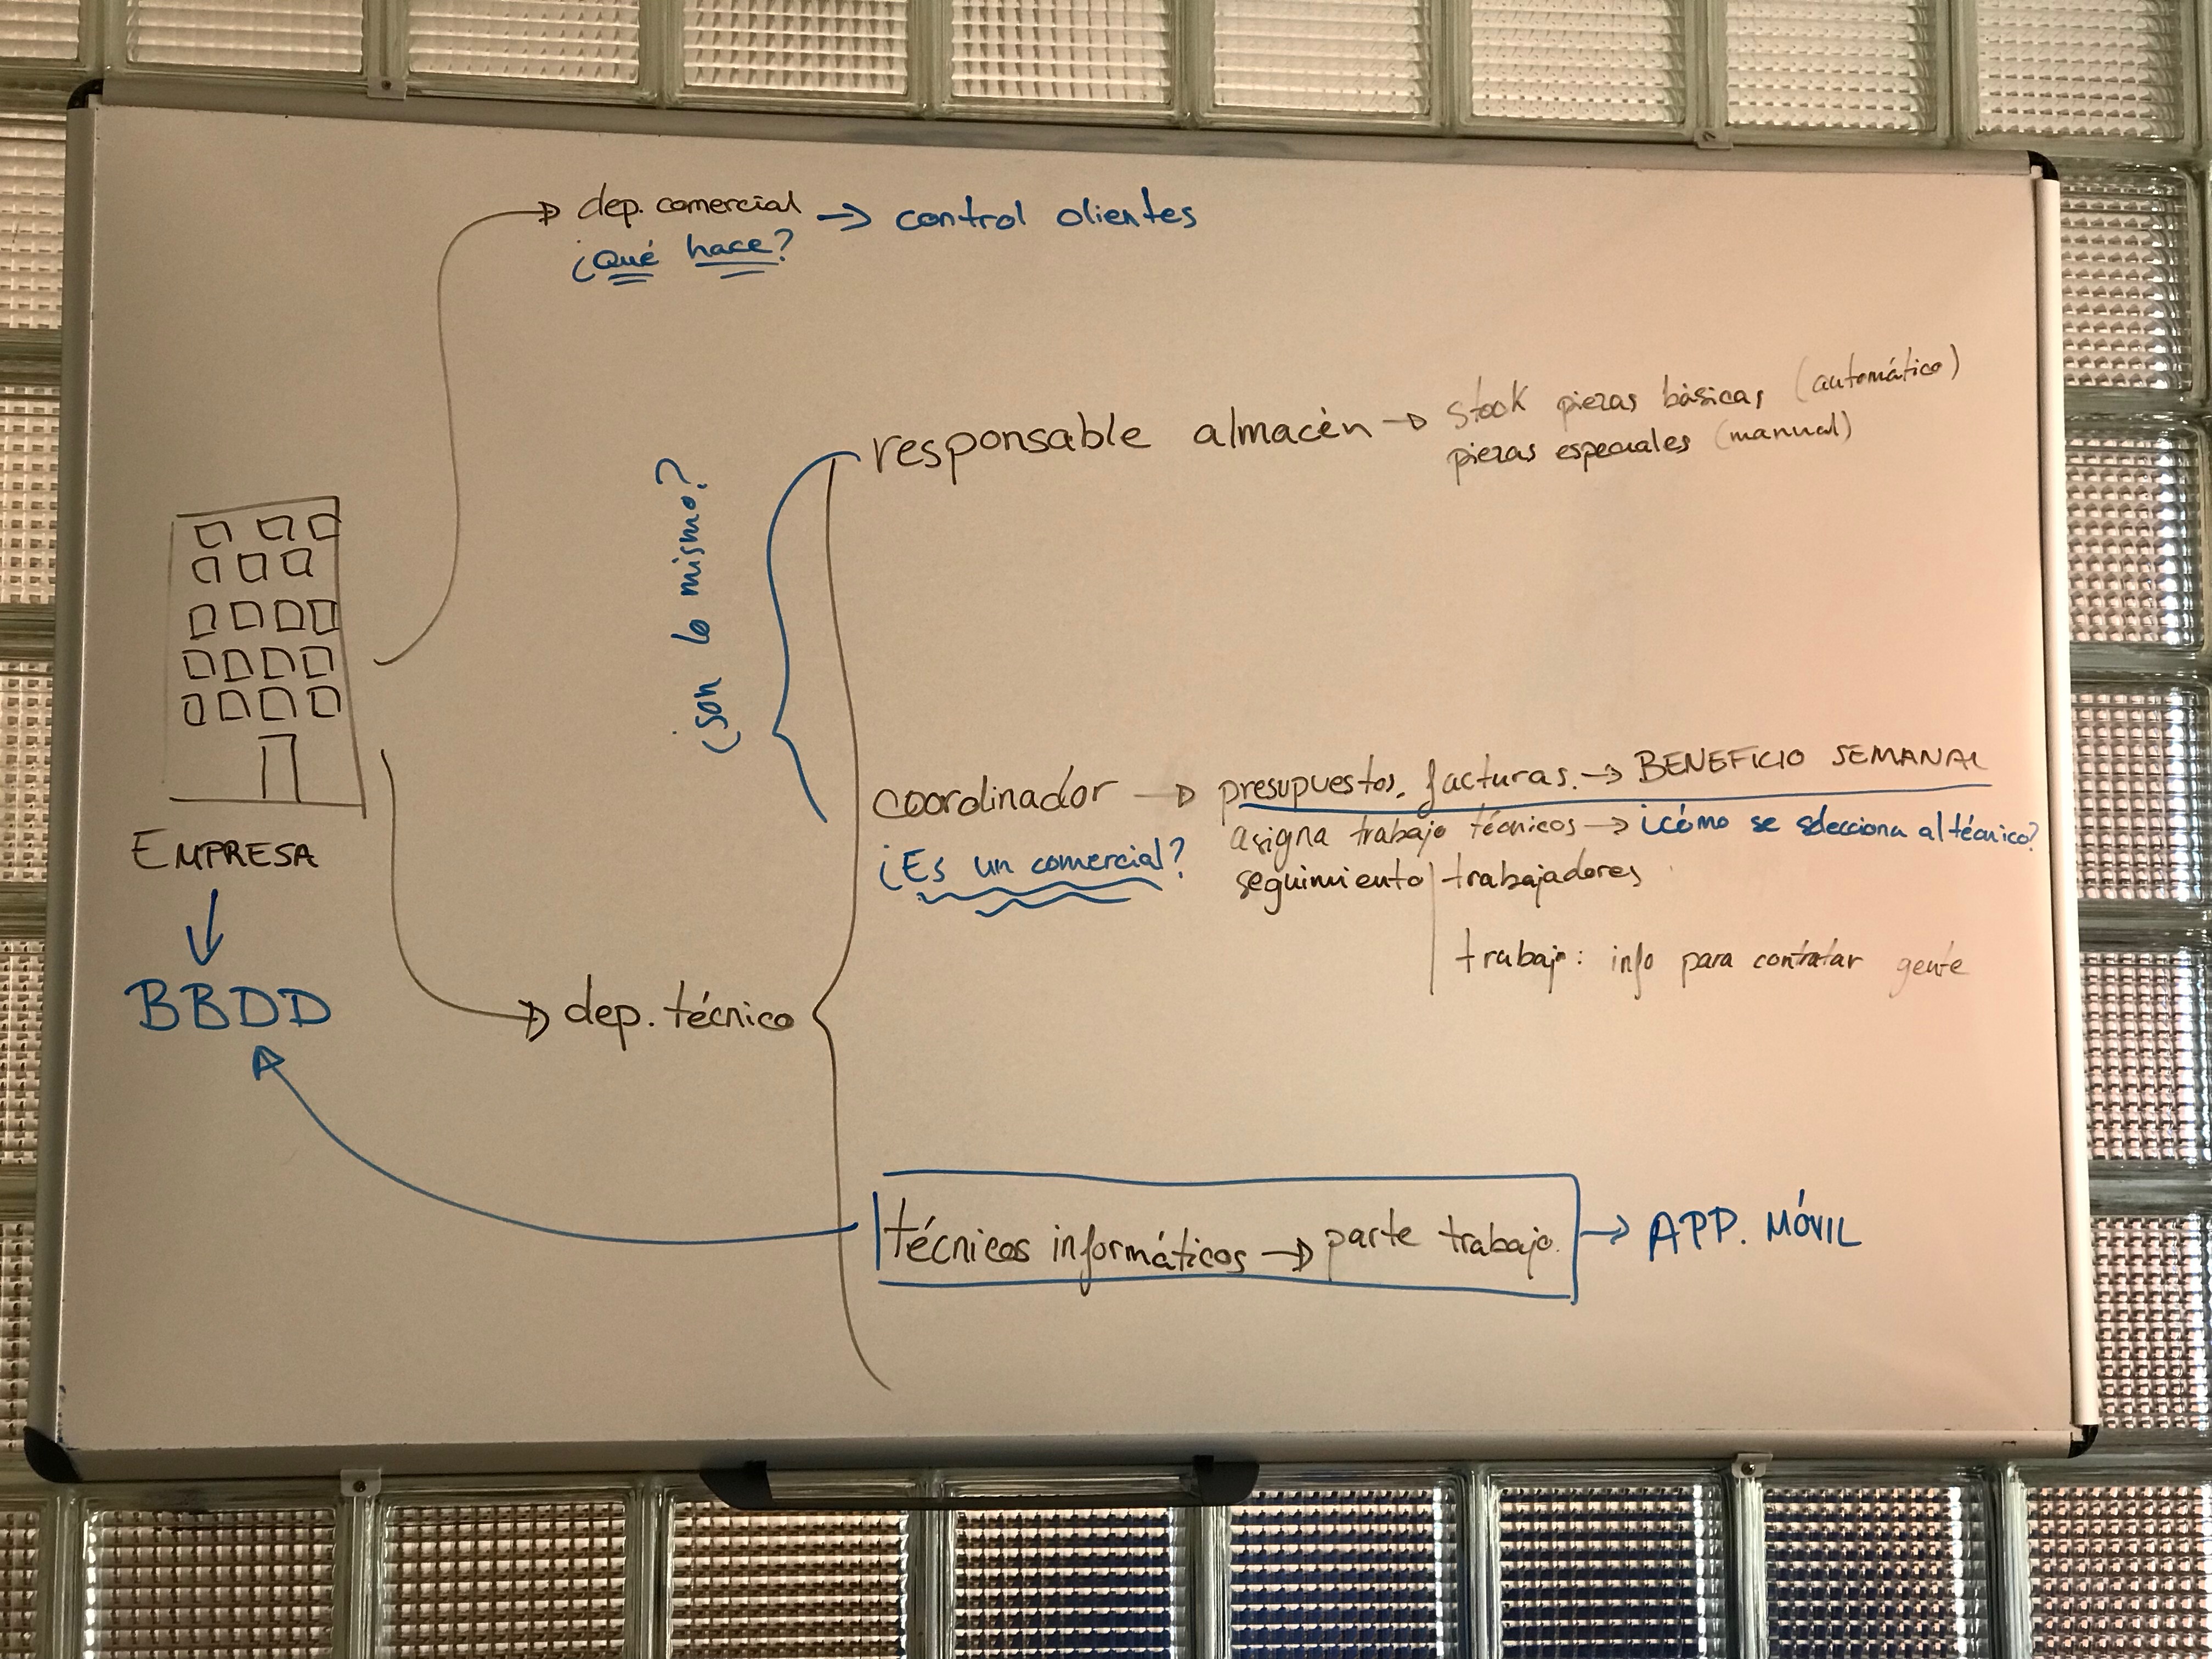 dep. comercial → control clientes
¿Qué hace?
responsable almacén → stock piezas básicas (automático)
piezas especiales (manual)
¿son lo mismo?
coordinador → presupuestos, facturas. → BENEFICIO SEMANAL
asigna trabajo técnicos → ¿cómo se selecciona al técnico?
¿Es un comercial?
seguimiento | trabajadores
trabajo: info para contratar gente
EMPRESA
BBDD
dep. técnico
técnicos informáticos → parte trabajo. → APP. MÓVIL